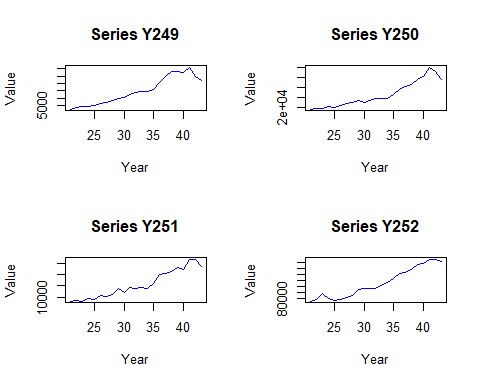 Series Y249
Series Y250
Value
5000
Value
2e+04
25 30 35 40
25 30 35 40
Year
Year
Series Y251
Series Y252
Value
10000
Value
80000
25 30 35 40
25 30 35 40
Year
Year